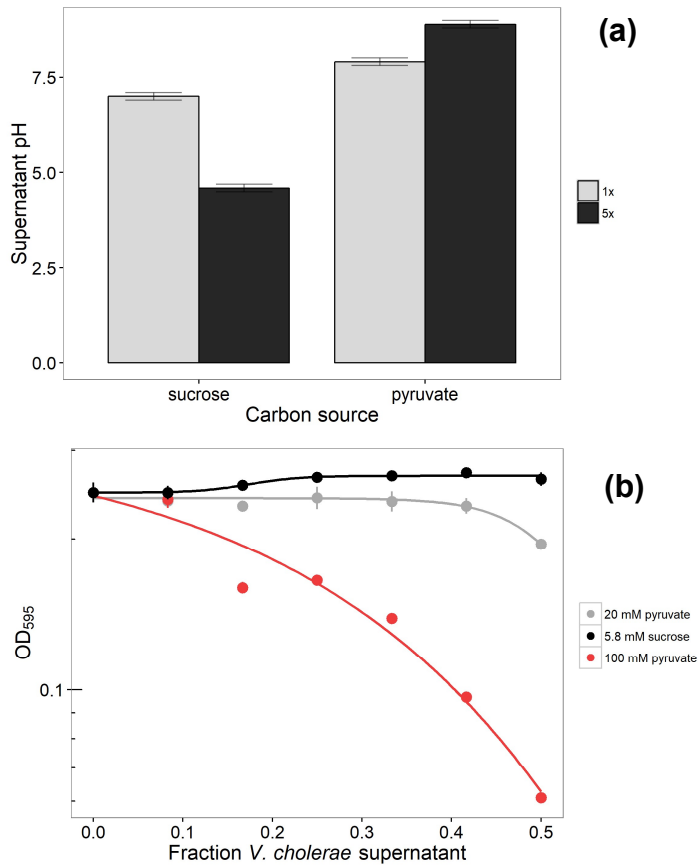 (a)
7.5
5.0
2.5
0.0
Supernatant pH
sucrose pyruvate
Carbon source
1x
5x
(b)
0.2
0.1
OD595
0.0 0.1 0.2 0.3 0.4 0.5
Fraction V. cholerae supernatant
20 mM pyruvate
5.8 mM sucrose
100 mM pyruvate